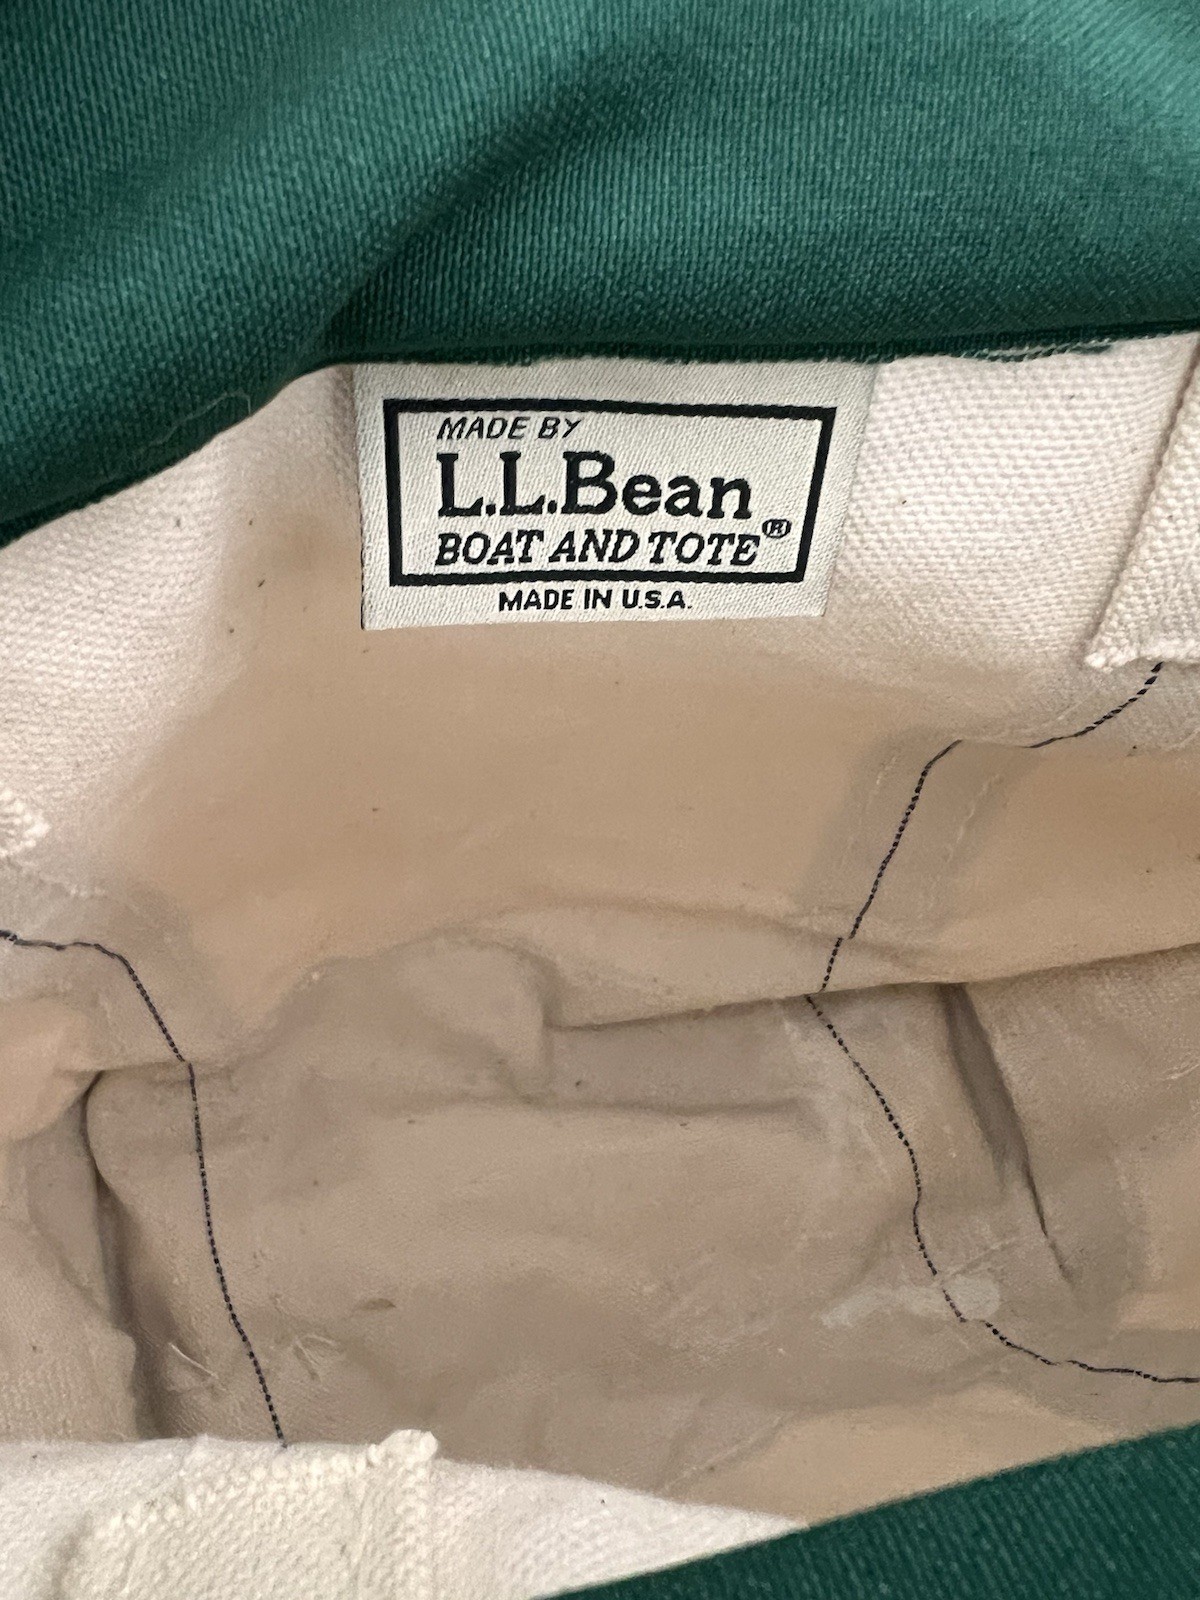 MADE BY
L.L.Bean
BOAT AND TOTE®
MADE IN U.S.A.